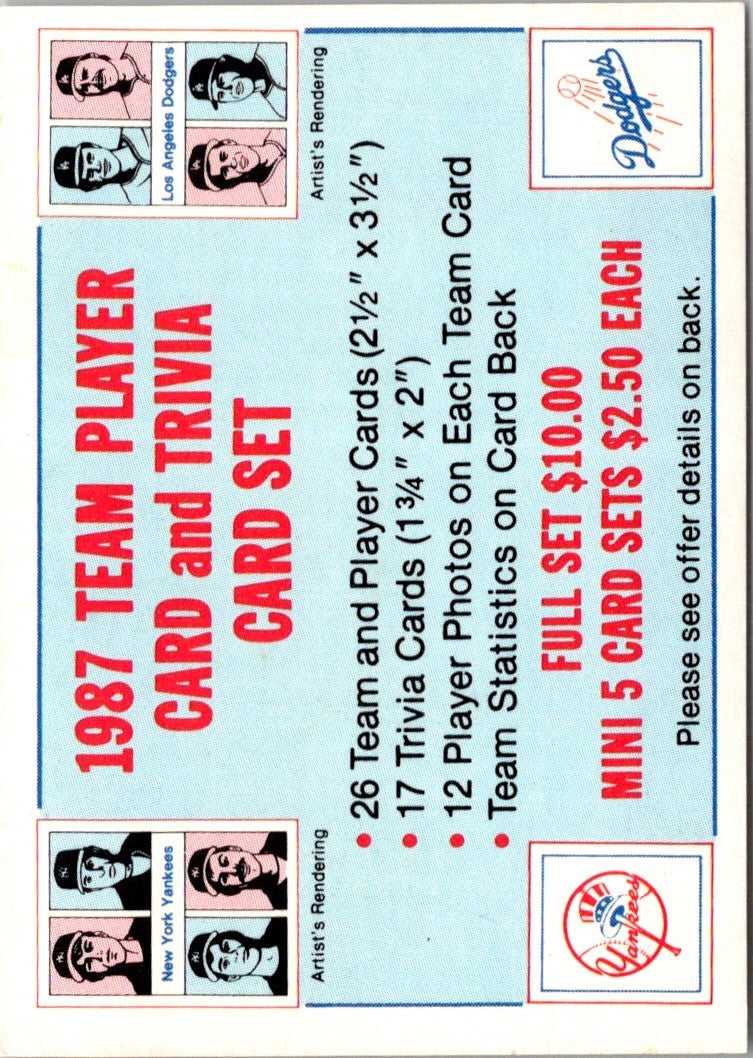 New York Yankees
Artist's Rendering
1987 TEAM PLAYER
CARD and TRIVIA
CARD SET
Los Angeles Dodgers
Artist's Rendering
• 26 Team and Player Cards (2½" x 3½")
• 17 Trivia Cards (1¾" x 2")
• 12 Player Photos on Each Team Card
• Team Statistics on Card Back
Yankees
FULL SET $10.00
MINI 5 CARD SETS $2.50 EACH
Please see offer details on back.
Dodgers